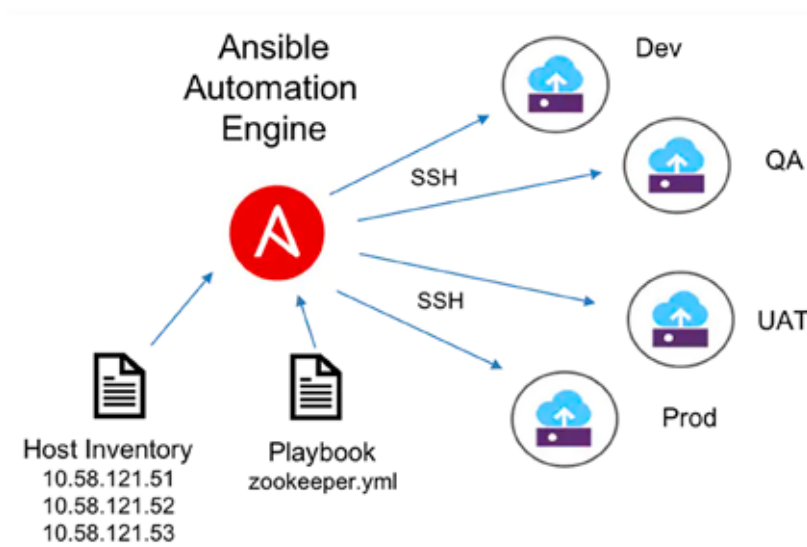 Ansible
Automation
Engine
Dev
QA
SSH
SSH
UAT
Prod
Host Inventory
10.58.121.51
10.58.121.52
10.58.121.53
Playbook
zookeeper.yml